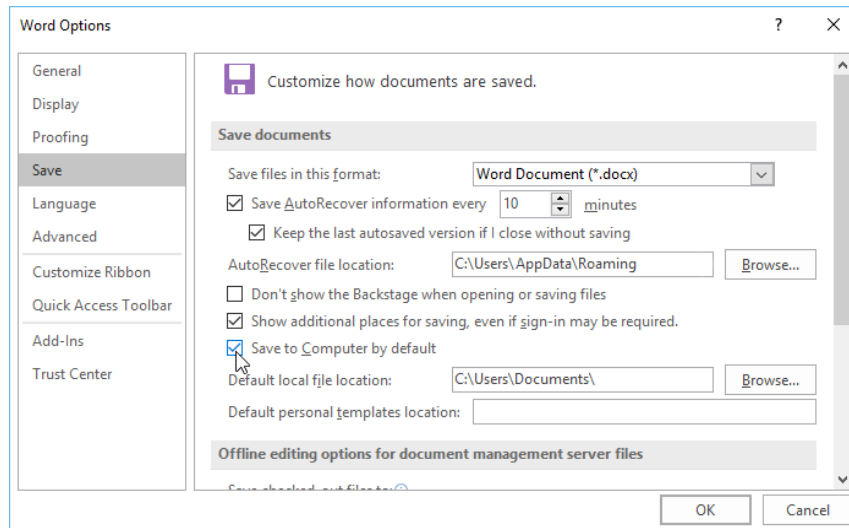 Word Options
?
General
Display
Proofing
Save
Language
Advanced
Customize Ribbon
Quick Access Toolbar
Add-Ins
Trust Center
Customize how documents are saved.
Save documents
Save files in this format: Word Document (*.docx)
Save AutoRecover information every 10 minutes
Keep the last autosaved version if I close without saving
AutoRecover file location: C:\Users\AppData\Roaming Browse...
Don't show the Backstage when opening or saving files
Show additional places for saving, even if sign-in may be required.
Save to Computer by default
Default local file location: C:\Users\Documents\ Browse...
Default personal templates location:
Offline editing options for document management server files
Save checked-out files to:
OK Cancel